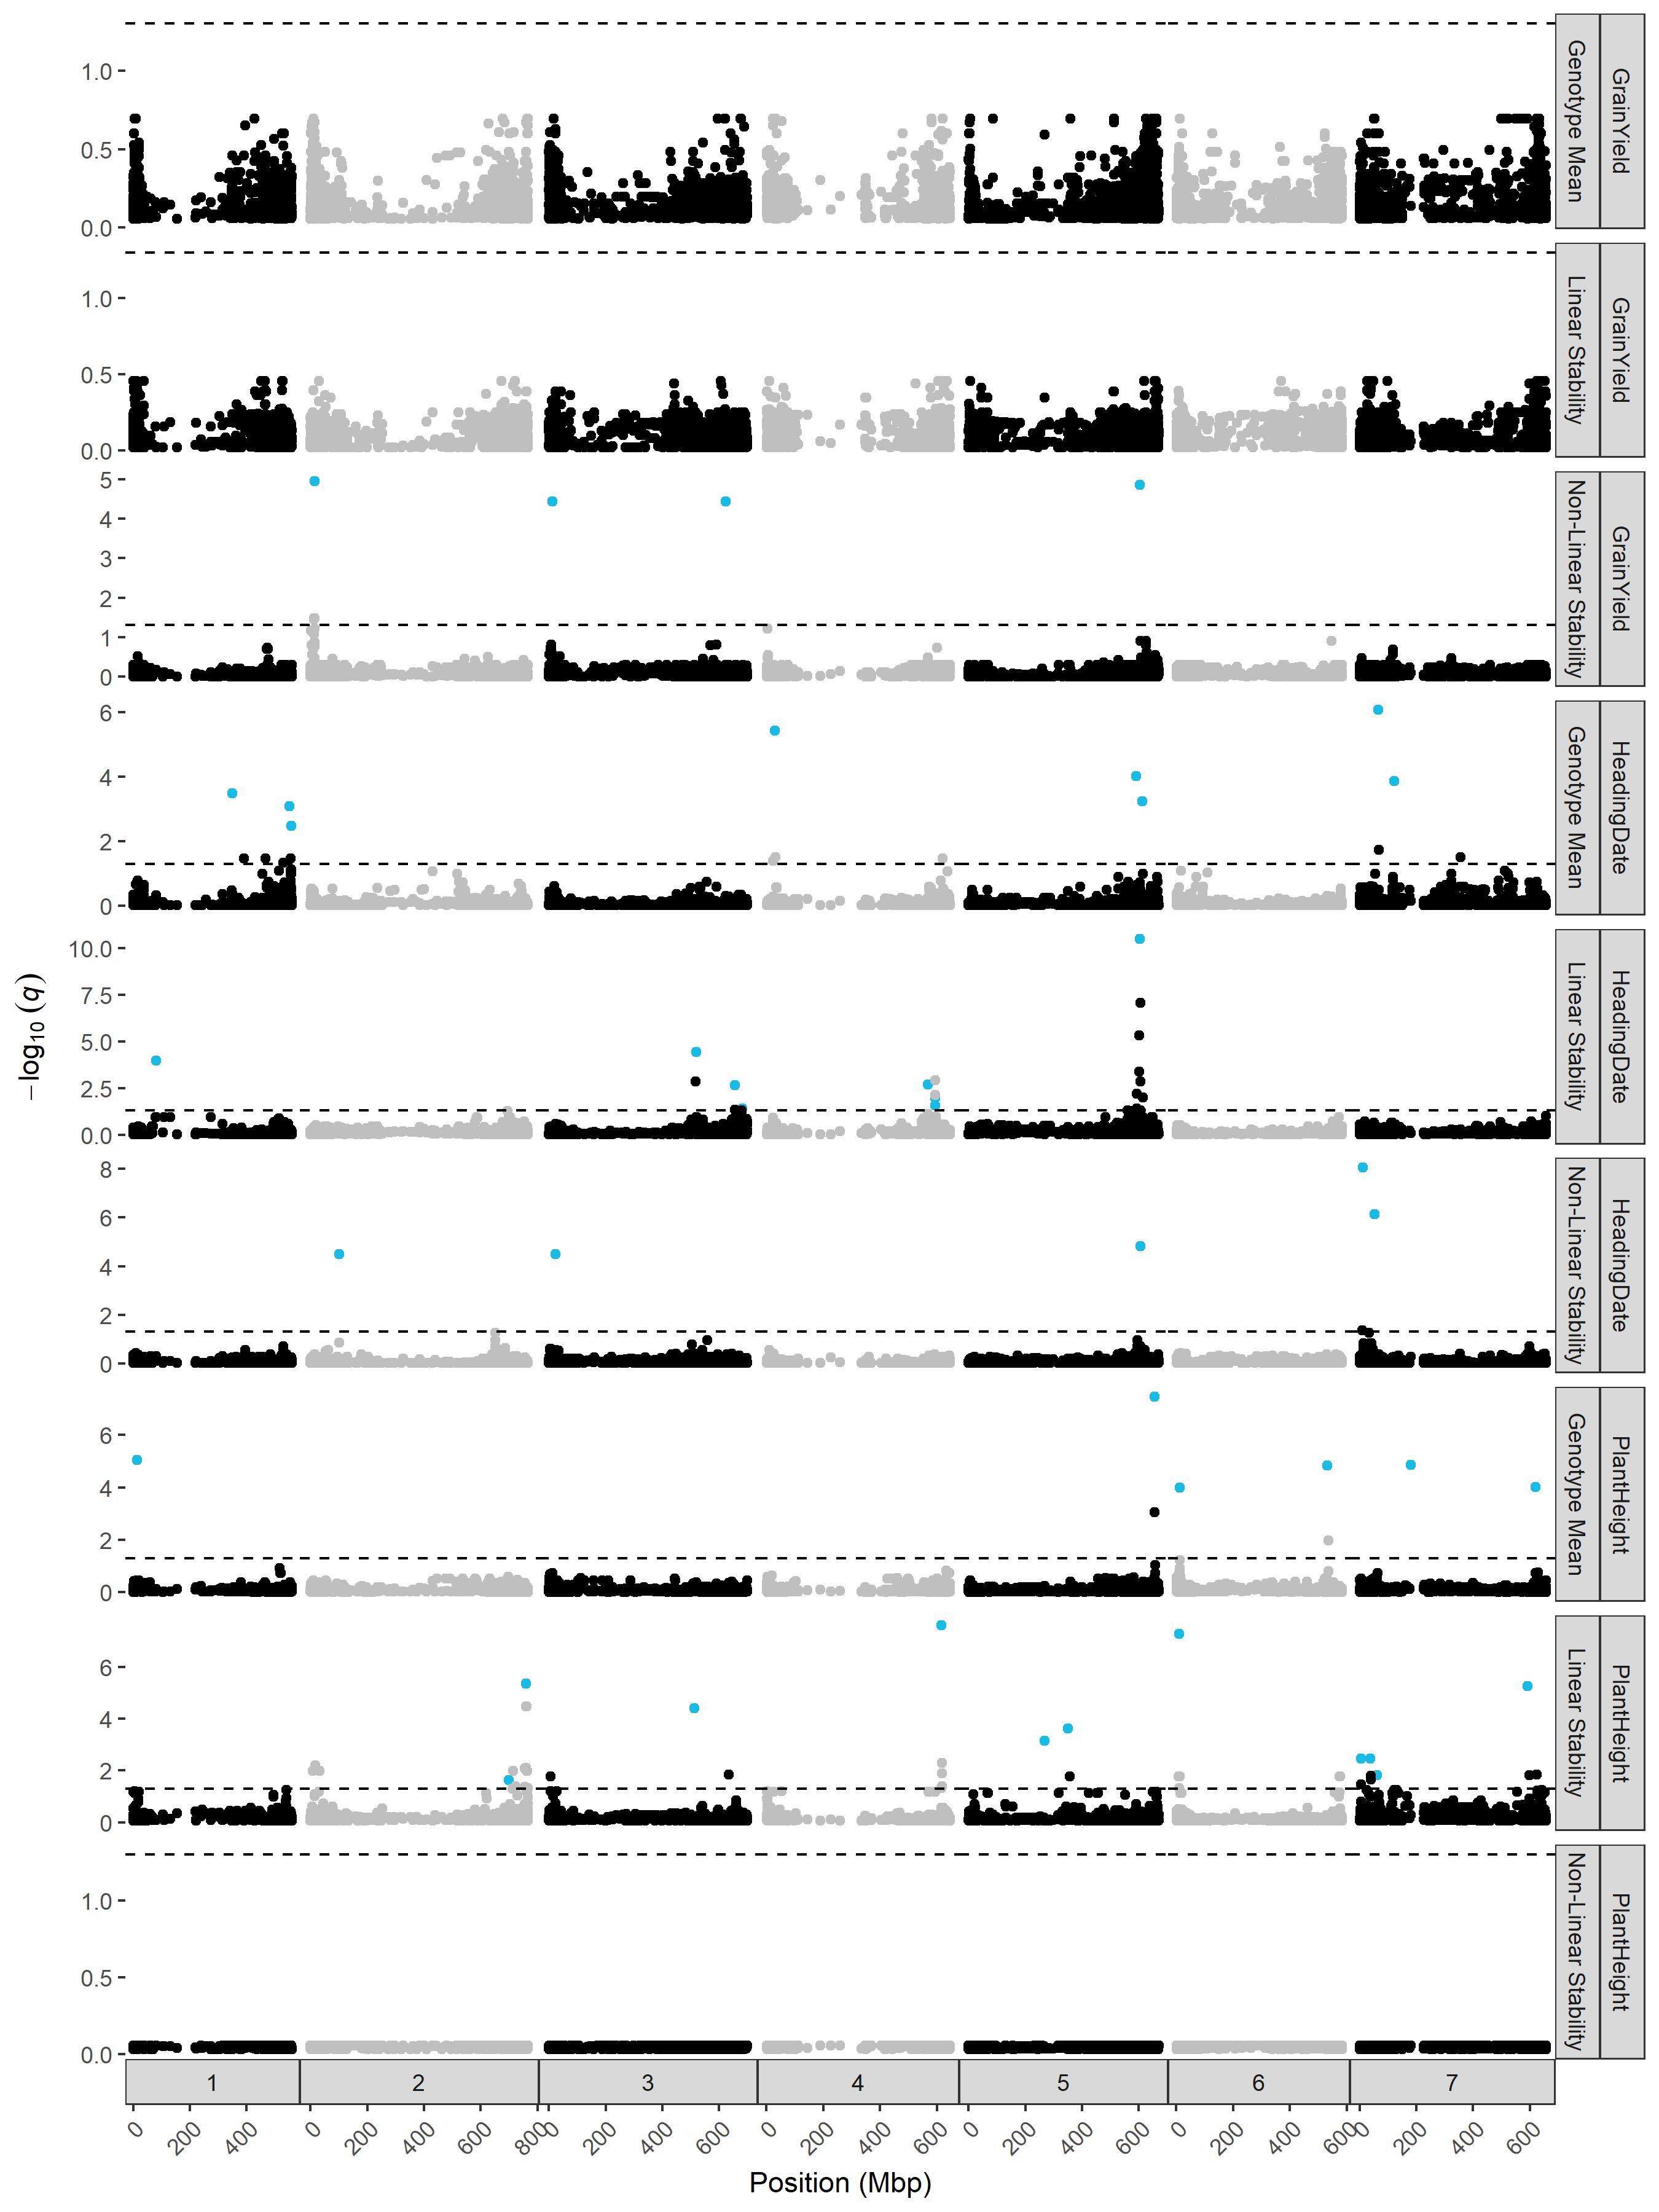 1.0
0.5
0.0
Genotype Mean
GrainYield
1.0
0.5
0.0
Linear Stability
GrainYield
5
4
3
2
1
0
Non-Linear Stability
GrainYield
6
4
2
0
Genotype Mean
HeadingDate
10.0
7.5
5.0
2.5
0.0
Linear Stability
HeadingDate
8
6
4
2
0
Non-Linear Stability
HeadingDate
6
4
2
0
Genotype Mean
PlantHeight
6
4
2
0
Linear Stability
PlantHeight
1.0
0.5
0.0
Non-Linear Stability
PlantHeight
−log10 (q)
1 2 3 4 5 6 7
0 200 400 0 200 400 600 800 0 200 400 600 0 200 400 600 0 200 400 600 0 200 400 600 0 200 400 600
Position (Mbp)